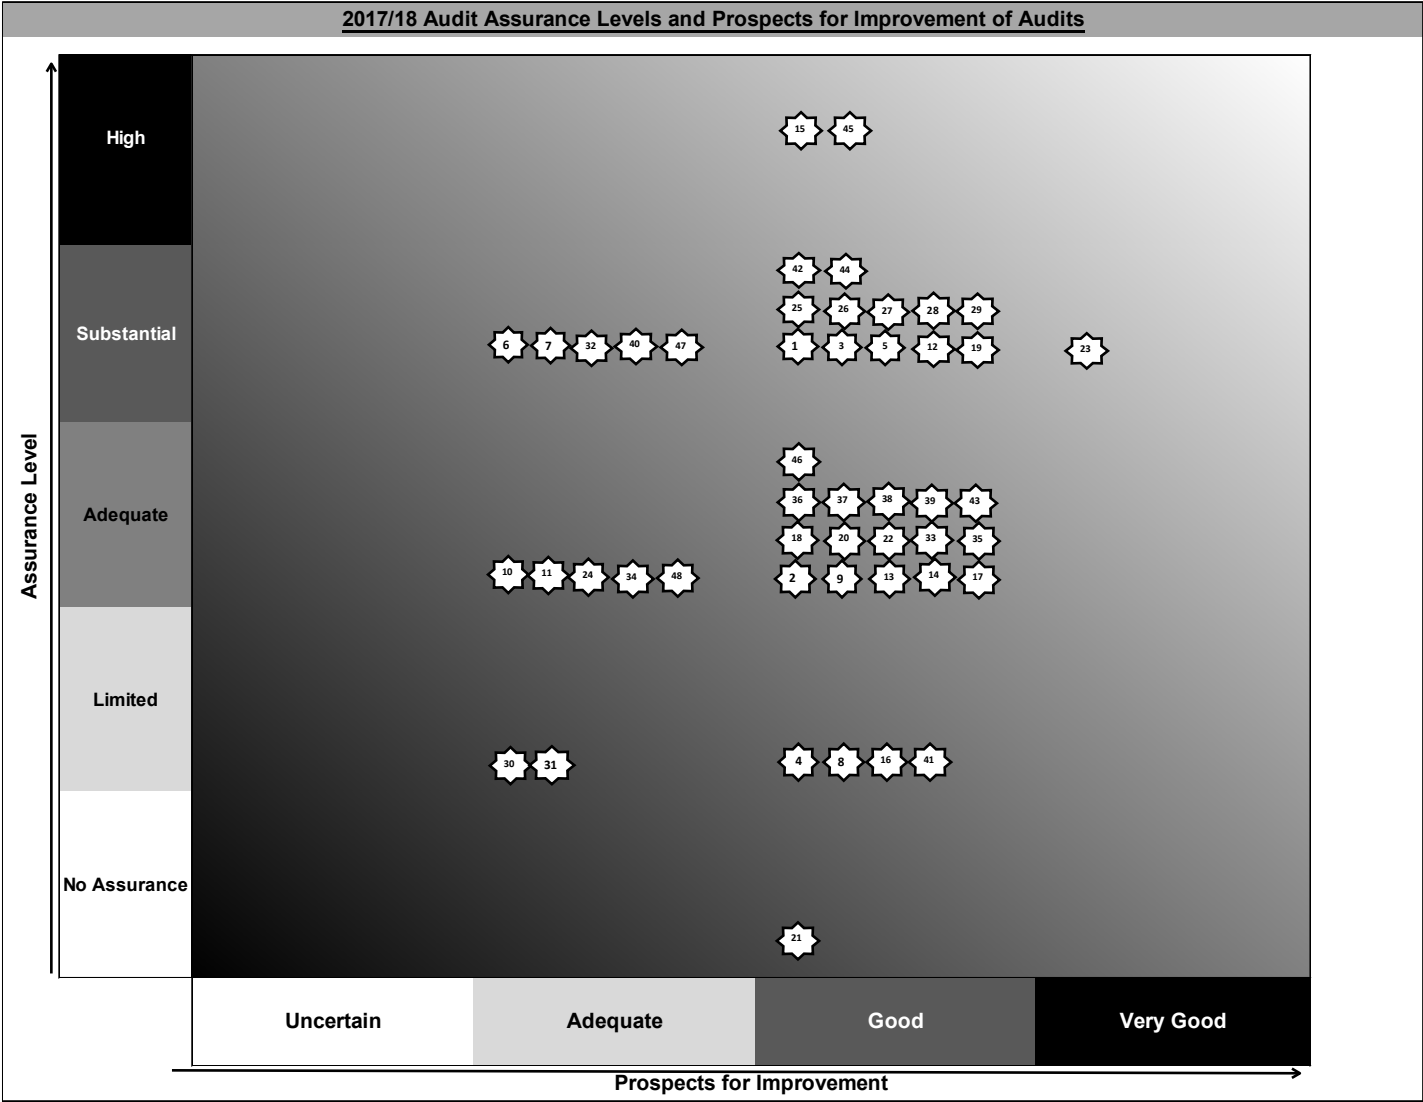 2017/18 Audit Assurance Levels and Prospects for Improvement of Audits
High
15 45
42 44
25 26 27 28 29
Substantial
6 7 32 40 47 1 3 5 12 19 23
46
36 37 38 39 43
Adequate
18 20 22 33 35
10 11 24 34 48 2 9 13 14 17
Assurance Level
Limited
30 31 4 8 16 41
No Assurance
21
Uncertain Adequate Good Very Good
Prospects for Improvement